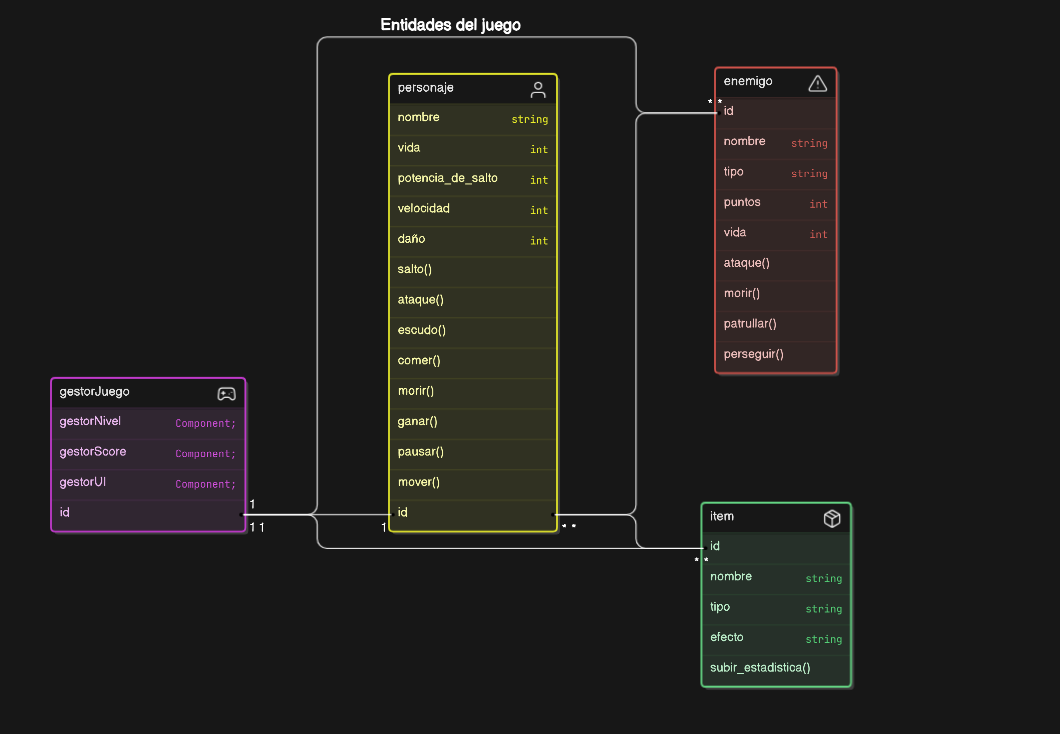 Entidades del juego
personaje
nombre string
vida int
potencia_de_salto int
velocidad int
daño int
salto()
ataque()
escudo()
comer()
morir()
ganar()
pausar()
mover()
id
enemigo
* *
id
nombre string
tipo string
puntos int
vida int
ataque()
morir()
patrullar()
perseguir()
gestorJuego
gestorNivel Component;
gestorScore Component;
gestorUI Component;
id
1
1 1
1
* *
item
id
* *
nombre string
tipo string
efecto string
subir_estadistica()